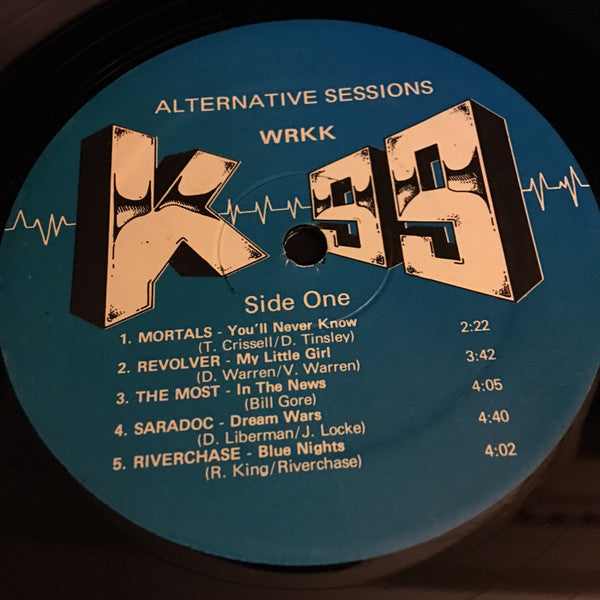 ALTERNATIVE SESSIONS
WRKK
K 99
Side One
1. MORTALS - You'll Never Know 2:22
(T. Crissell/D. Tinsley)
2. REVOLVER - My Little Girl 3:42
(D. Warren/V. Warren)
3. THE MOST - In The News 4:05
(Bill Gore)
4. SARADOC - Dream Wars 4:40
(D. Liberman/J. Locke)
5. RIVERCHASE - Blue Nights 4:02
(R. King/Riverchase)